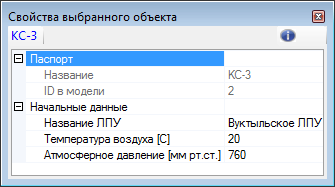 Свойства выбранного объекта
КС-3
Паспорт
Название КС-3
ID в модели 2
Начальные данные
Название ЛПУ Вуктыльское ЛПУ
Температура воздуха [C] 20
Атмосферное давление [мм рт.ст.] 760